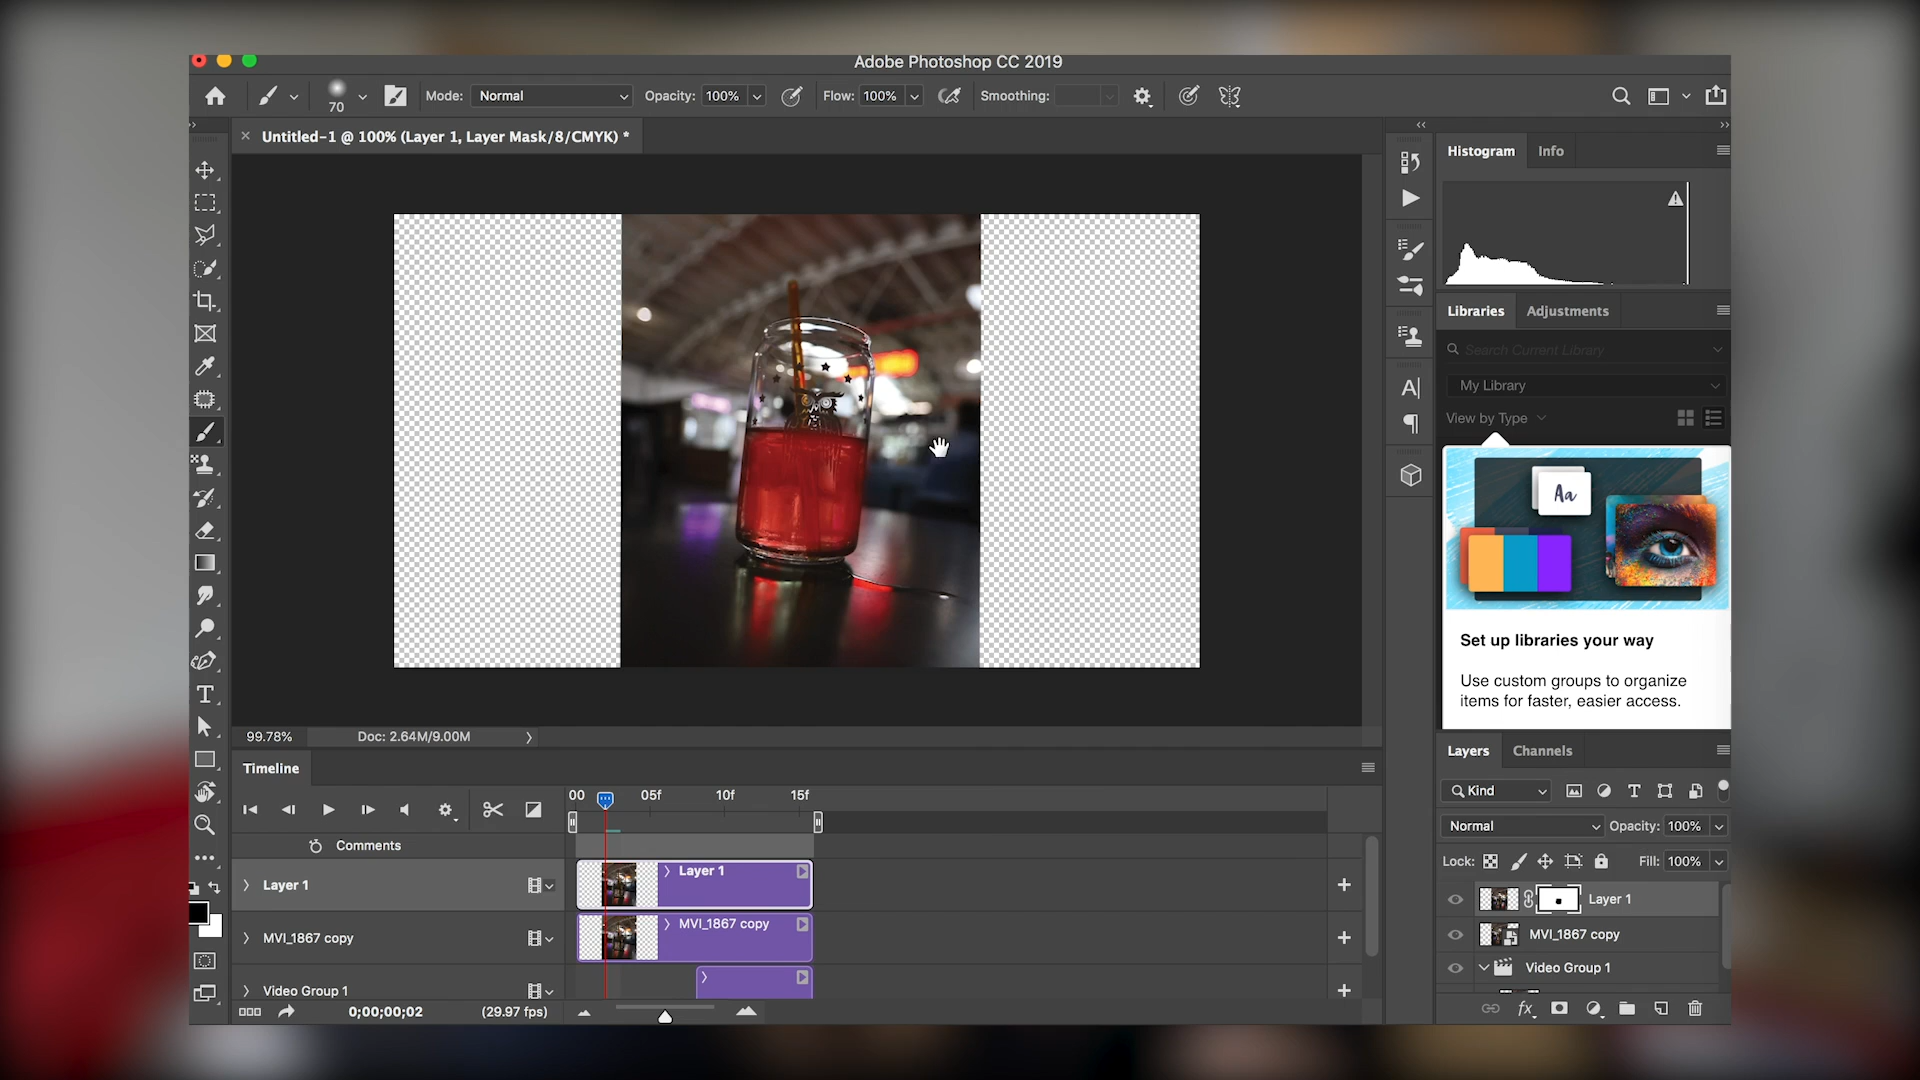 Adobe Photoshop CC 2019
70
Mode: Normal Opacity: 100% Flow: 100% Smoothing:
Untitled-1 @ 100% (Layer 1, Layer Mask/8/CMYK) *
Histogram Info
Libraries Adjustments
Search Current Library
My Library
View by Type
Aa
Set up libraries your way
Use custom groups to organize
items for faster, easier access.
99.78% Doc: 2.64M/9.00M
Timeline
00 05f 10f 15f
Comments
Layer 1 Layer 1
MVI_1867 copy MVI_1867 copy
Video Group 1
0;00;00;02 (29.97 fps)
Layers Channels
Kind
Normal Opacity: 100%
Lock: Fill: 100%
Layer 1
MVI_1867 copy
Video Group 1
fx